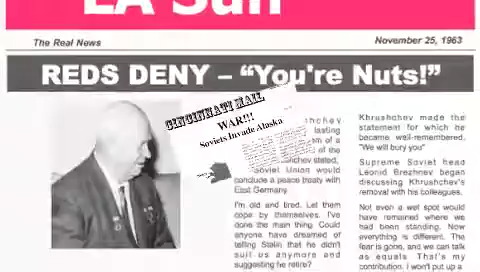 LA Sun
The Real News
November 25, 1963
REDS DENY – “You're Nuts!”
CINCINNATI MAIL
WAR!!!
Soviets Invade Alaska
shchev
lasting
m of a
of the
chev stated,
Soviet Union would
conclude a peace treaty with
East Germany.
I'm old and tired. Let them
cope by themselves. I've
done the main thing. Could
anyone have dreamed of
telling Stalin that he didn't
suit us anymore and
suggesting he retire?
Khrushchev made the
statement for which he
became well-remembered,
"We will bury you"
Supreme Soviet head
Leonid Brezhnev began
discussing Khrushchev's
removal with his colleagues.
Not even a wet spot would
have remained where we
had been standing. Now
everything is different. The
fear is gone, and we can talk
as equals. That's my
contribution. I won't put up a